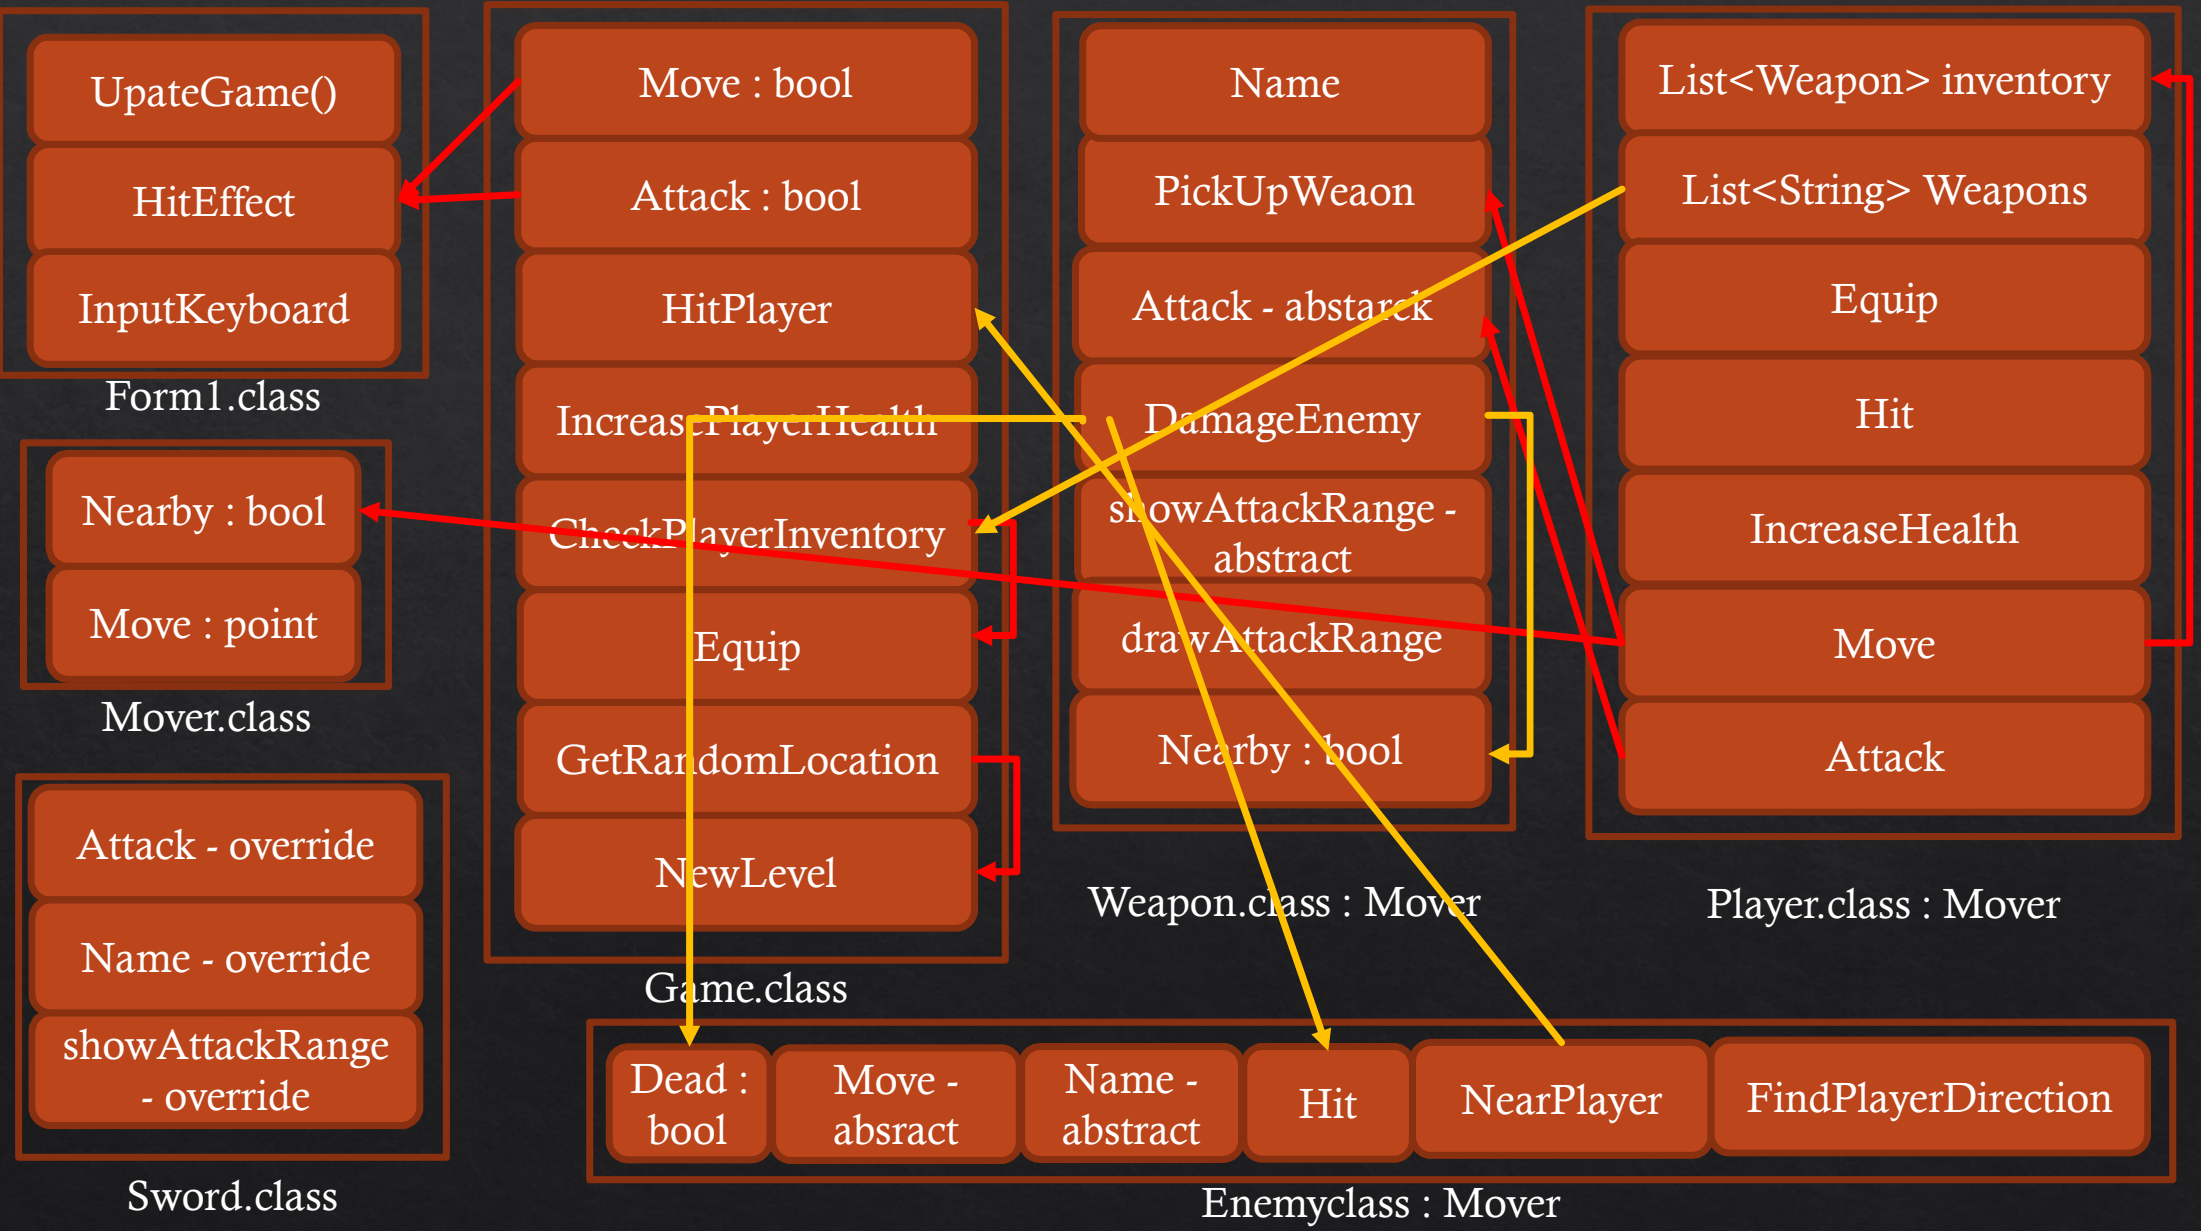 UpateGame()
HitEffect
InputKeyboard
Form1.class
Nearby : bool
Move : point
Mover.class
Attack - override
Name - override
showAttackRange
- override
Sword.class
Move : bool
Attack : bool
HitPlayer
IncreasePlayerHealth
CheckPlayerInventory
Equip
GetRandomLocation
NewLevel
Game.class
Name
PickUpWeaon
Attack - abstarck
DamageEnemy
showAttackRange -
abstract
drawAttackRange
Nearby : bool
Weapon.class : Mover
List<Weapon> inventory
List<String> Weapons
Equip
Hit
IncreaseHealth
Move
Attack
Player.class : Mover
Dead :
bool
Move -
absract
Name -
abstract
Hit
NearPlayer
FindPlayerDirection
Enemyclass : Mover